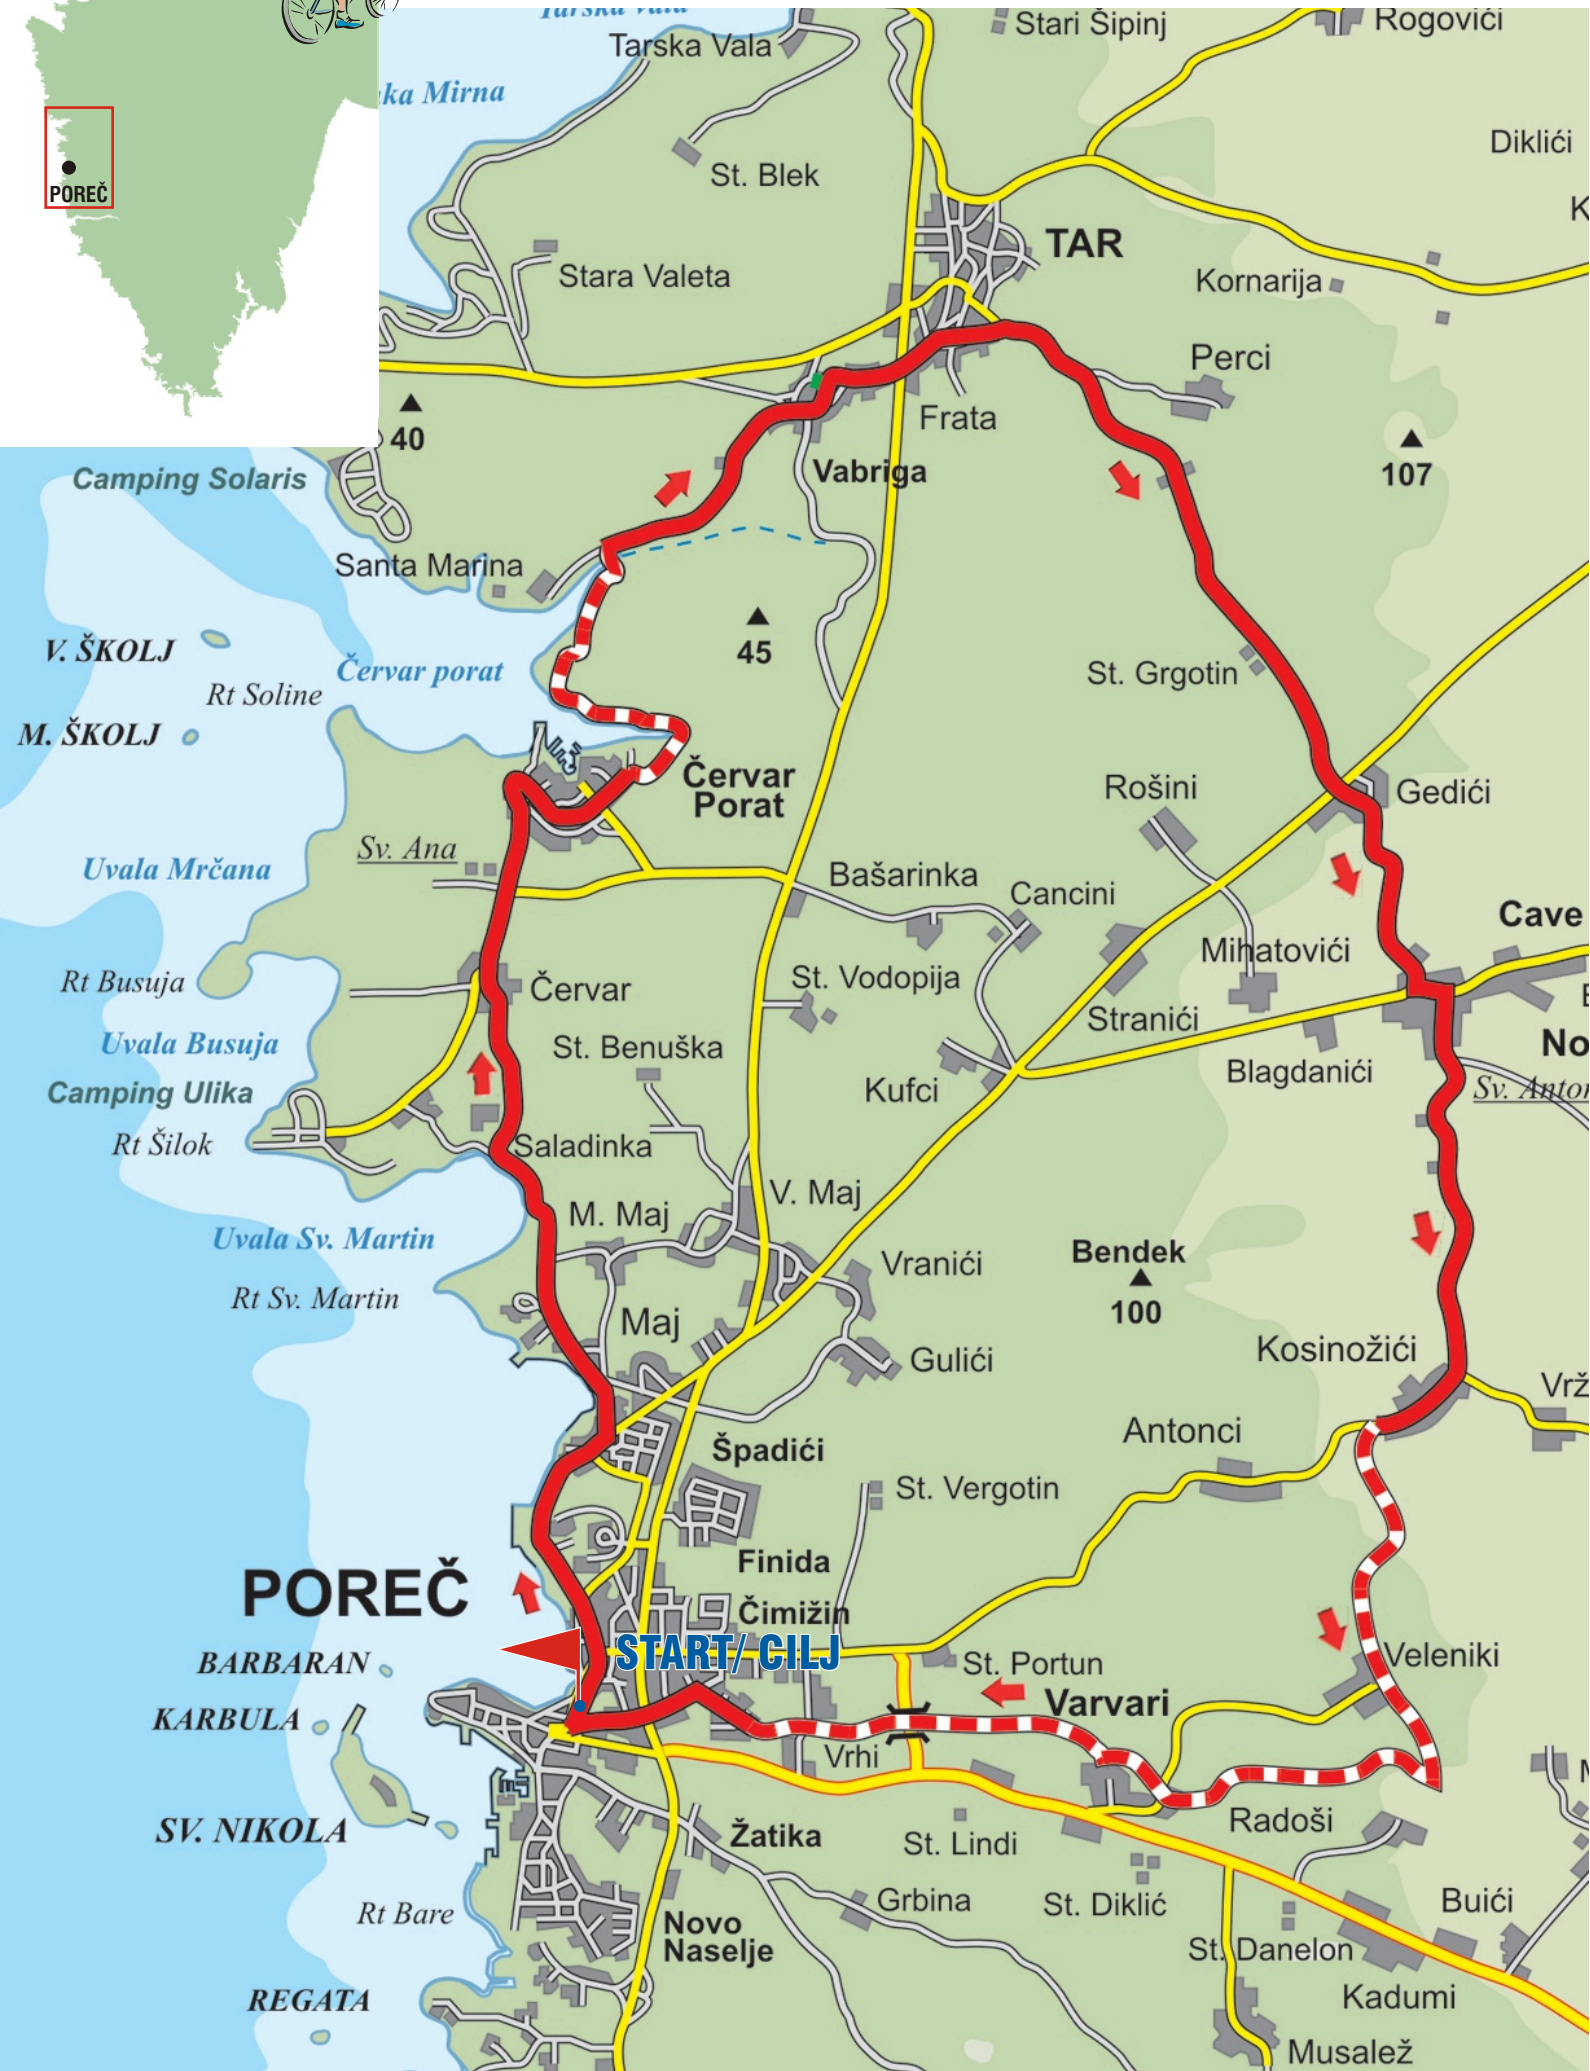 Tarska Vala
Stari Šipinj
Rogovići
Mirna
Diklići
St. Blek
POREČ
TAR
Stara Valeta
Kornarija
Perci
40
Frata
107
Camping Solaris
Vabriga
Santa Marina
45
V. ŠKOLJ
Červar porat
Rt Soline
St. Grgotin
M. ŠKOLJ
Červar
Porat
Rošini
Gedići
Sv. Ana
Uvala Mrčana
Bašarinka
Cancini
Cave
Mihatovići
Rt Busuja
Červar
St. Vodopija
Stranići
Uvala Busuja
St. Benuška
No
Blagdanići
Camping Ulika
Kufci
Sv. Anton
Rt Šilok
Saladinka
V. Maj
M. Maj
Uvala Sv. Martin
Bendek
Vranići
100
Rt Sv. Martin
Maj
Kosinožići
Gulići
Vrž
Antonci
Špadići
St. Vergotin
Finida
POREČ
Čimižin
START/ CILJ
BARBARAN
St. Portun
Veleniki
Varvari
KARBULA
Vrhi
Radoši
SV. NIKOLA
Žatika
St. Lindi
Grbina
St. Diklić
Buići
Rt Bare
Novo
Naselje
St. Danelon
REGATA
Kadumi
Musalež